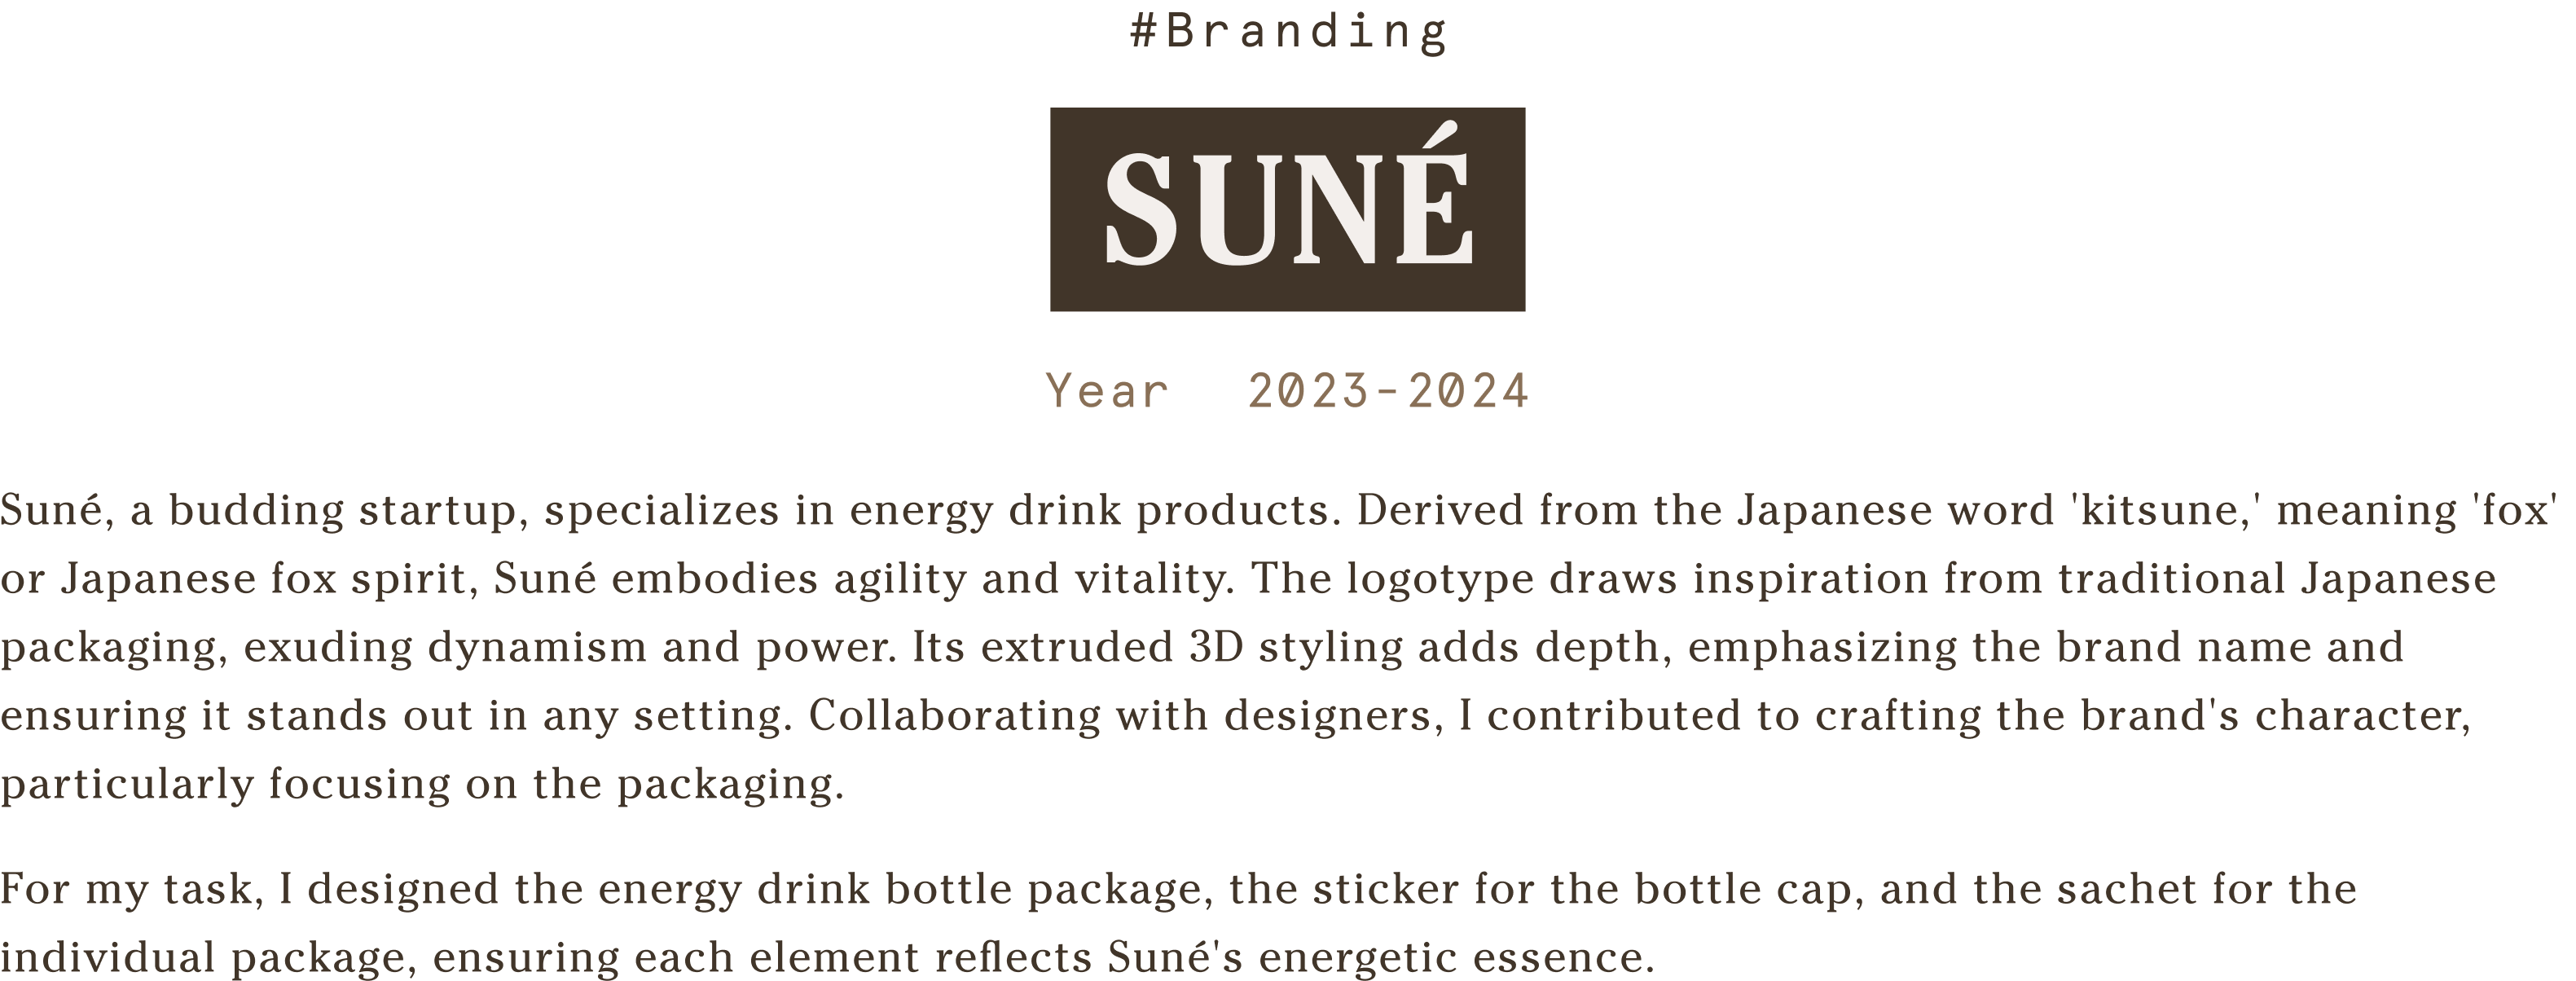 #Branding
SUNÉ
Year 2023-2024
Suné, a budding startup, specializes in energy drink products. Derived from the Japanese word 'kitsune,' meaning 'fox'
or Japanese fox spirit, Suné embodies agility and vitality. The logotype draws inspiration from traditional Japanese
packaging, exuding dynamism and power. Its extruded 3D styling adds depth, emphasizing the brand name and
ensuring it stands out in any setting. Collaborating with designers, I contributed to crafting the brand's character,
particularly focusing on the packaging.
For my task, I designed the energy drink bottle package, the sticker for the bottle cap, and the sachet for the
individual package, ensuring each element reflects Suné's energetic essence.